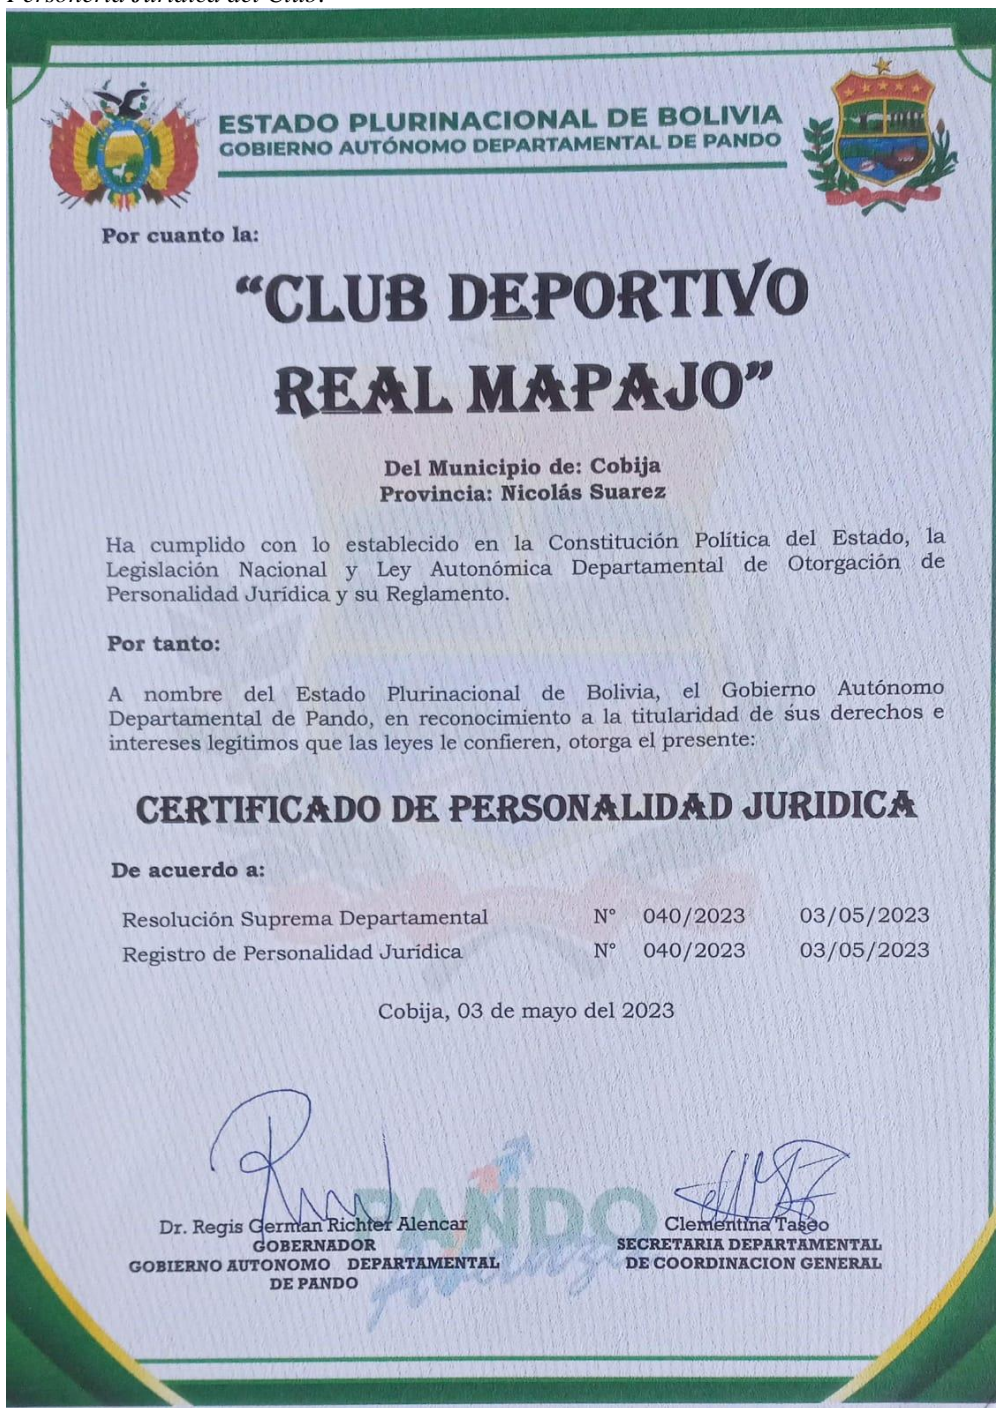 Personería Jurídica del Club.
ESTADO PLURINACIONAL DE BOLIVIA
GOBIERNO AUTÓNOMO DEPARTAMENTAL DE PANDO
Por cuanto la:
“CLUB DEPORTIVO
REAL MAPAJO”
Del Municipio de: Cobija
Provincia: Nicolás Suarez
Ha cumplido con lo establecido en la Constitución Política del Estado, la
Legislación Nacional y Ley Autonómica Departamental de Otorgación de
Personalidad Jurídica y su Reglamento.
Por tanto:
A nombre del Estado Plurinacional de Bolivia, el Gobierno Autónomo
Departamental de Pando, en reconocimiento a la titularidad de sus derechos e
intereses legítimos que las leyes le confieren, otorga el presente:
CERTIFICADO DE PERSONALIDAD JURIDICA
De acuerdo a:
Resolución Suprema Departamental N° 040/2023 03/05/2023
Registro de Personalidad Jurídica N° 040/2023 03/05/2023
Cobija, 03 de mayo del 2023
PANDO
Avanza
Dr. Regis German Richter Alencar
GOBERNADOR
GOBIERNO AUTONOMO DEPARTAMENTAL
DE PANDO
Clementina Taseo
SECRETARIA DEPARTAMENTAL
DE COORDINACION GENERAL